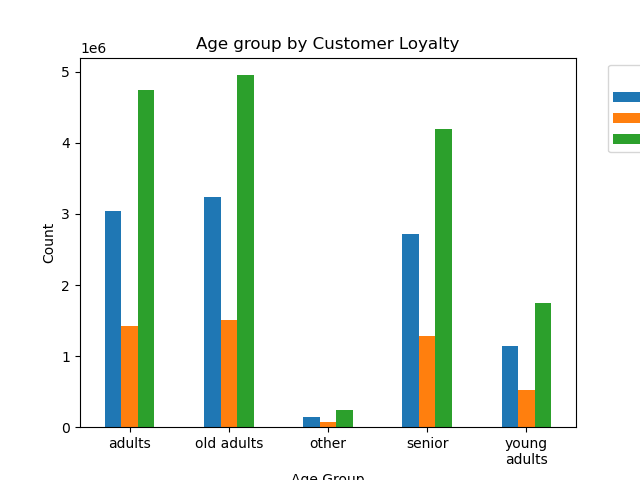 Age group by Customer Loyalty
1e6
5
4
3
2
1
0
Count
adults
old adults
other
senior
young
adults
Age Group